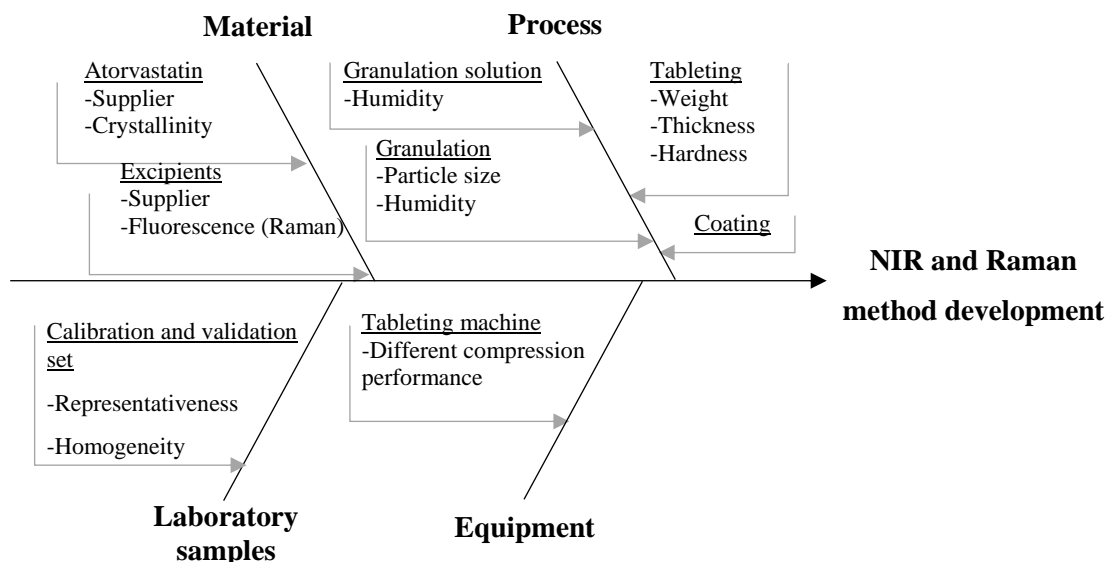 Material
Process
Atorvastatin
-Supplier
-Crystallinity
Excipients
-Supplier
-Fluorescence (Raman)
Granulation solution
-Humidity
Granulation
-Particle size
-Humidity
Tableting
-Weight
-Thickness
-Hardness
Coating
NIR and Raman
method development
Calibration and validation
set
-Representativeness
-Homogeneity
Tableting machine
-Different compression
performance
Laboratory
samples
Equipment